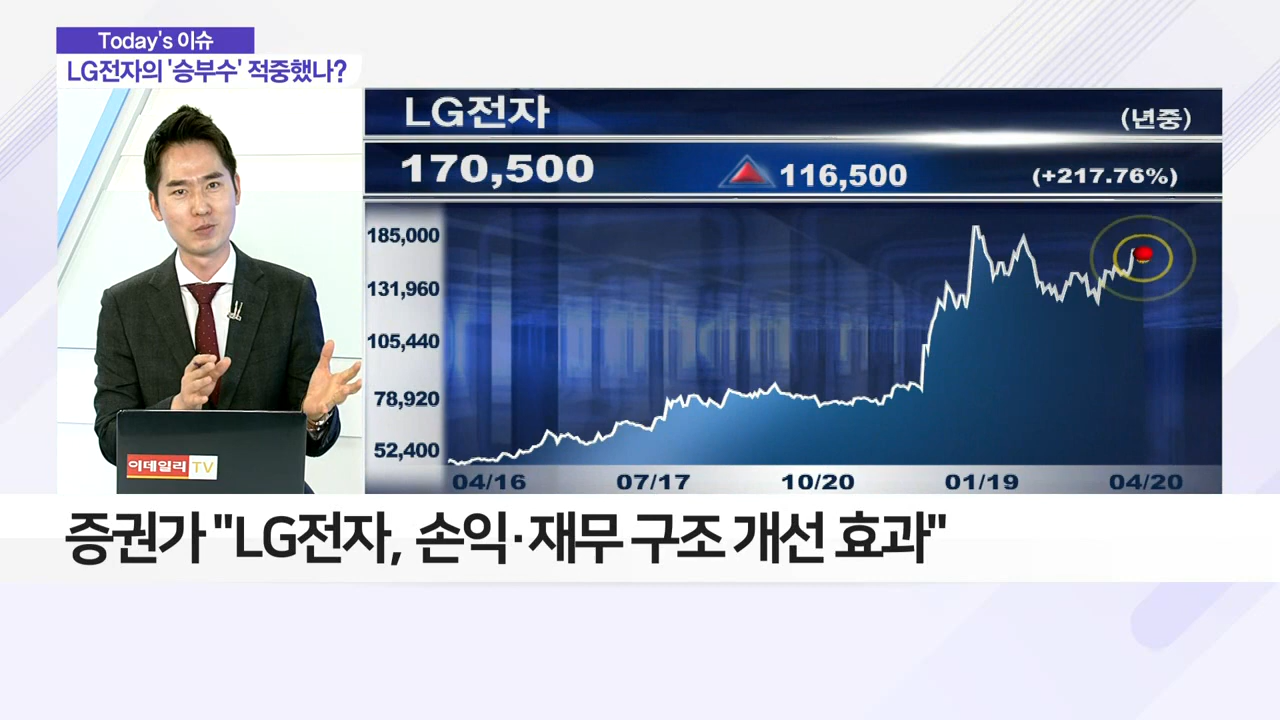 Today's 이슈
LG전자의 '승부수' 적중했나?
LG전자 (년중)
170,500 ▲ 116,500 (+217.76%)
185,000
131,960
105,440
78,920
52,400
04/16 07/17 10/20 01/19 04/20
이데일리 TV
증권가 "LG전자, 손익·재무 구조 개선 효과"